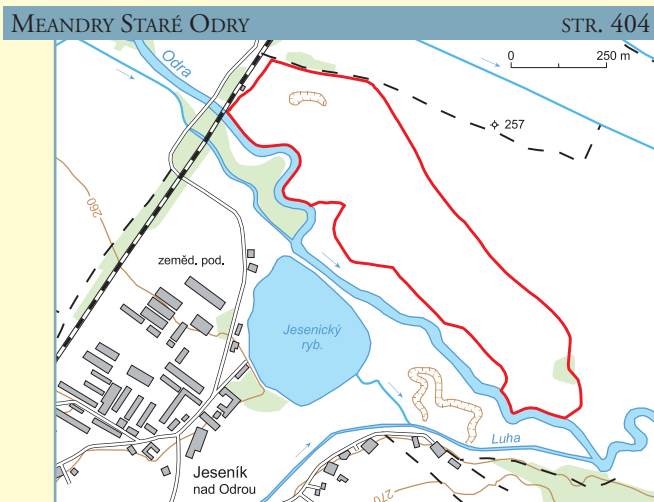 MEANDRY STARÉ ODRY STR. 404
0 250 m
Odra
257
260
zeměd. pod.
Jesenický
ryb.
Luha
Jeseník
nad Odrou
270